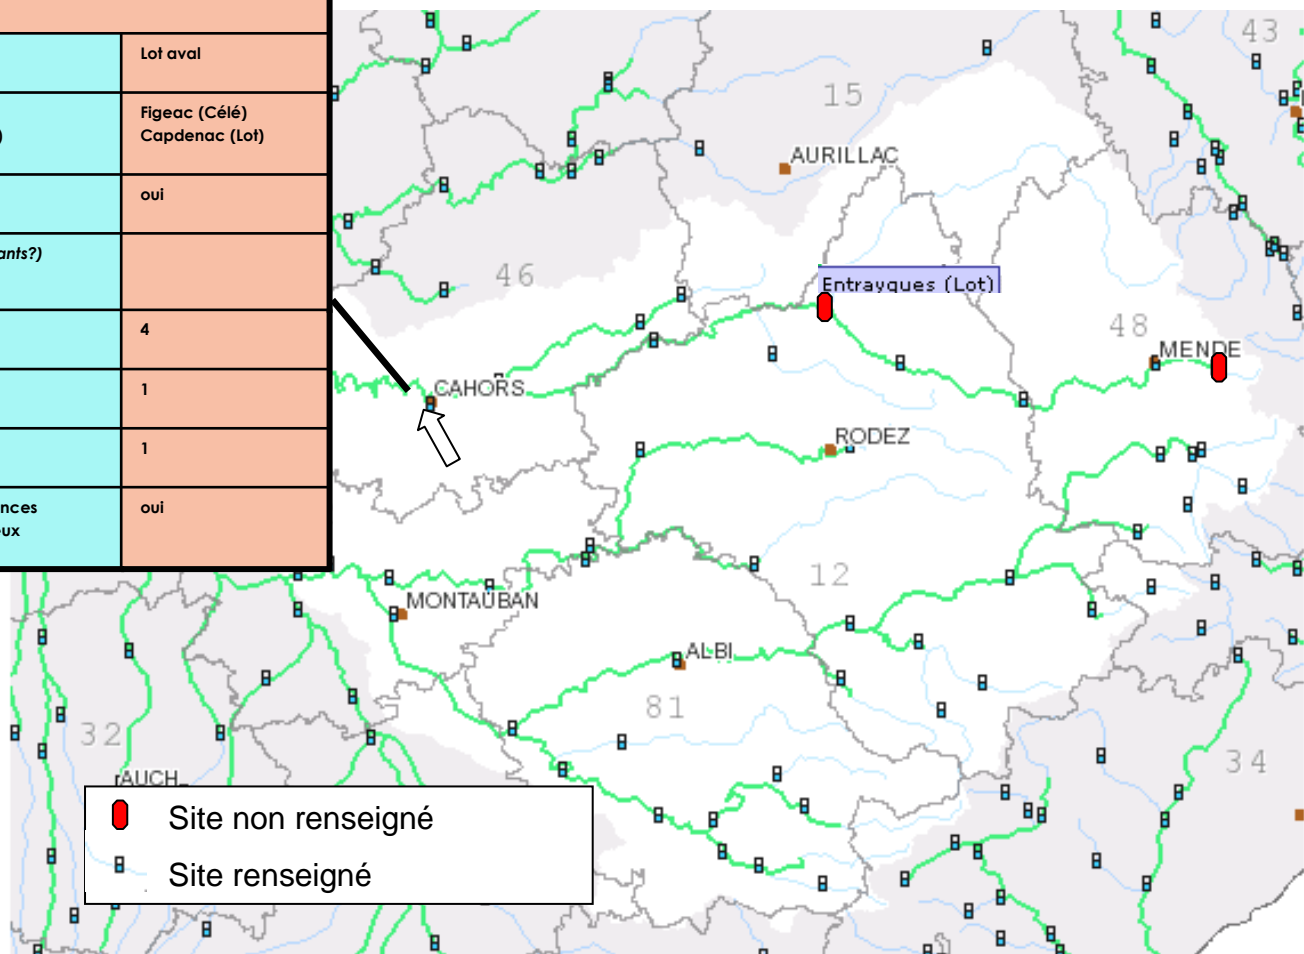 Lot aval
)
Figeac (Célé)
Capdenac (Lot)
oui
ants?)
4
1
1
nces
eux
oui
43
15
AURILLAC
46
Entraygues (Lot)
48
MENDE
CAHORS
RODEZ
12
MONTAUBAN
ALBI
81
32
34
AUCH
Site non renseigné
Site renseigné